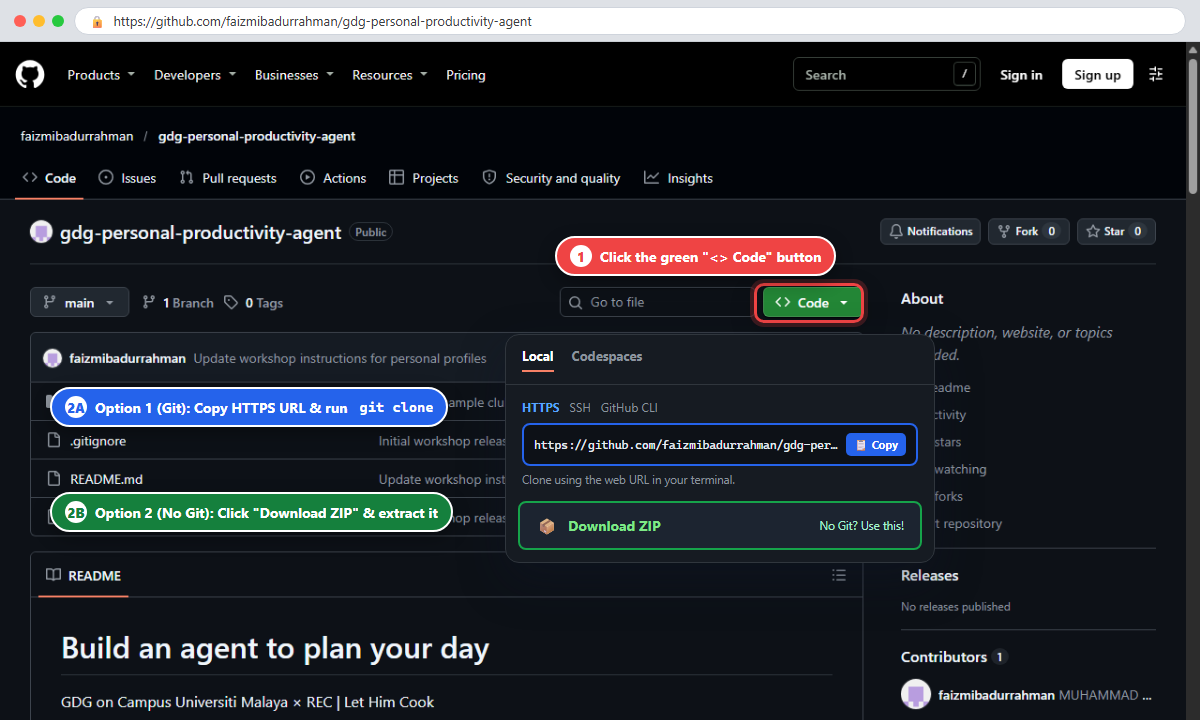 https://github.com/faizmibadurrahman/gdg-personal-productivity-agent
Products Developers Businesses Resources Pricing Search / Sign in Sign up
faizmibadurrahman / gdg-personal-productivity-agent
Code Issues Pull requests Actions Projects Security and quality Insights
gdg-personal-productivity-agent Public Notifications Fork 0 Star 0
1 Click the green "<> Code" button
main 1 Branch 0 Tags Go to file <> Code
About
No description, website, or topics
faizmibadurrahman Update workshop instructions for personal profiles
Local Codespaces
2A Option 1 (Git): Copy HTTPS URL & run git clone
HTTPS SSH GitHub CLI
.gitignore Initial workshop releas
https://github.com/faizmibadurrahman/gdg-per… Copy
stars
watching
README.md Update workshop inst
Clone using the web URL in your terminal.
forks
2B Option 2 (No Git): Click "Download ZIP" & extract it
Download ZIP No Git? Use this!
repository
README
Releases
No releases published
Build an agent to plan your day
Contributors 1
GDG on Campus Universiti Malaya × REC | Let Him Cook
faizmibadurrahman MUHAMMAD ...